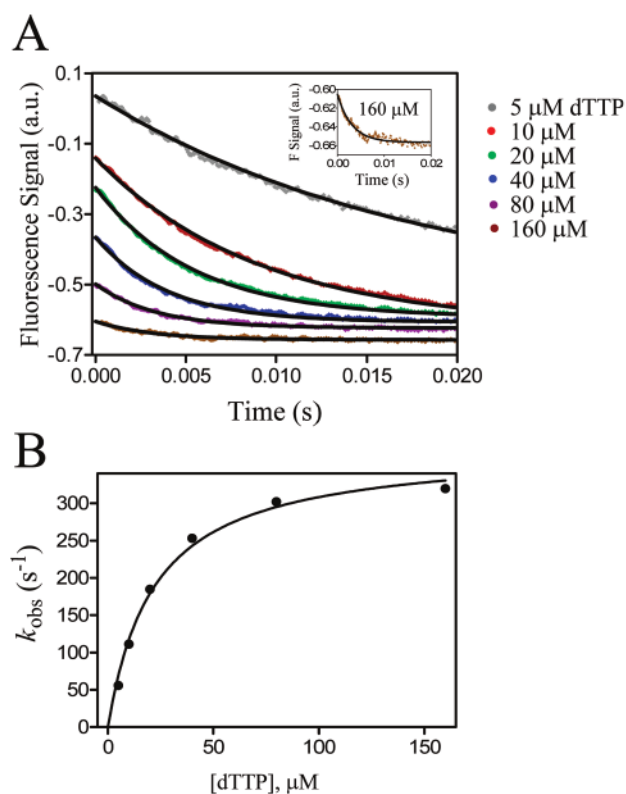 A
Fluorescence Signal (a.u.)
0.1
-0.1
-0.3
-0.5
-0.7
0.000 0.005 0.010 0.015 0.020
Time (s)
F Signal (a.u.)
-0.60
-0.62
-0.64
-0.66
160 μM
0.00 0.01 0.02
Time (s)
5 μM dTTP
10 μM
20 μM
40 μM
80 μM
160 μM
B
kobs (s⁻¹)
300
250
200
150
100
50
0
0 50 100 150
[dTTP], μM